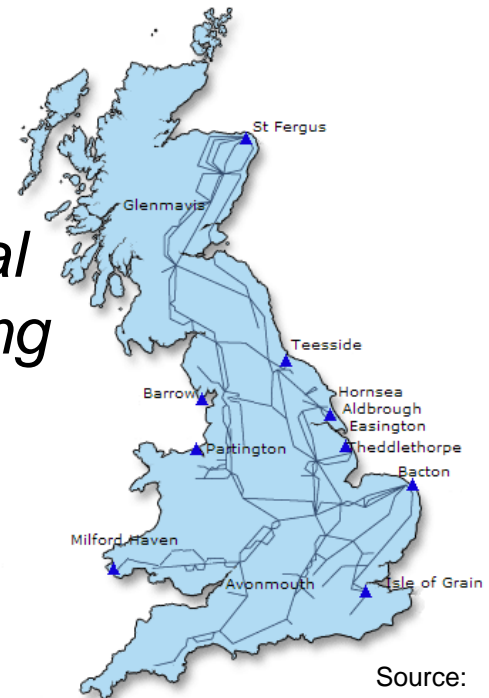 St Fergus
Glenmavis
al
ng
Teesside
Barrow
Hornsea
Aldbrough
Easington
Partington
Theddlethorpe
Bacton
Milford Haven
Avonmouth
Isle of Grain
Source: